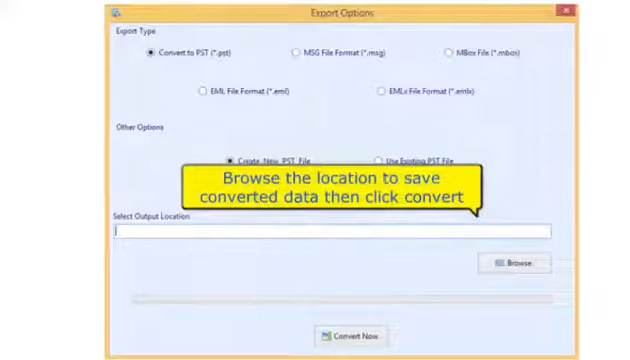 Export Options
Export Type
Convert to PST (*.pst) MSG File Format (*.msg) MBox File (*.mbox)
EML File Format (*.eml) EMLx File Format (*.emlx)
Other Options
Create New PST File Use Existing PST File
Browse the location to save
converted data then click convert
Select Output Location
Browse
Convert Now